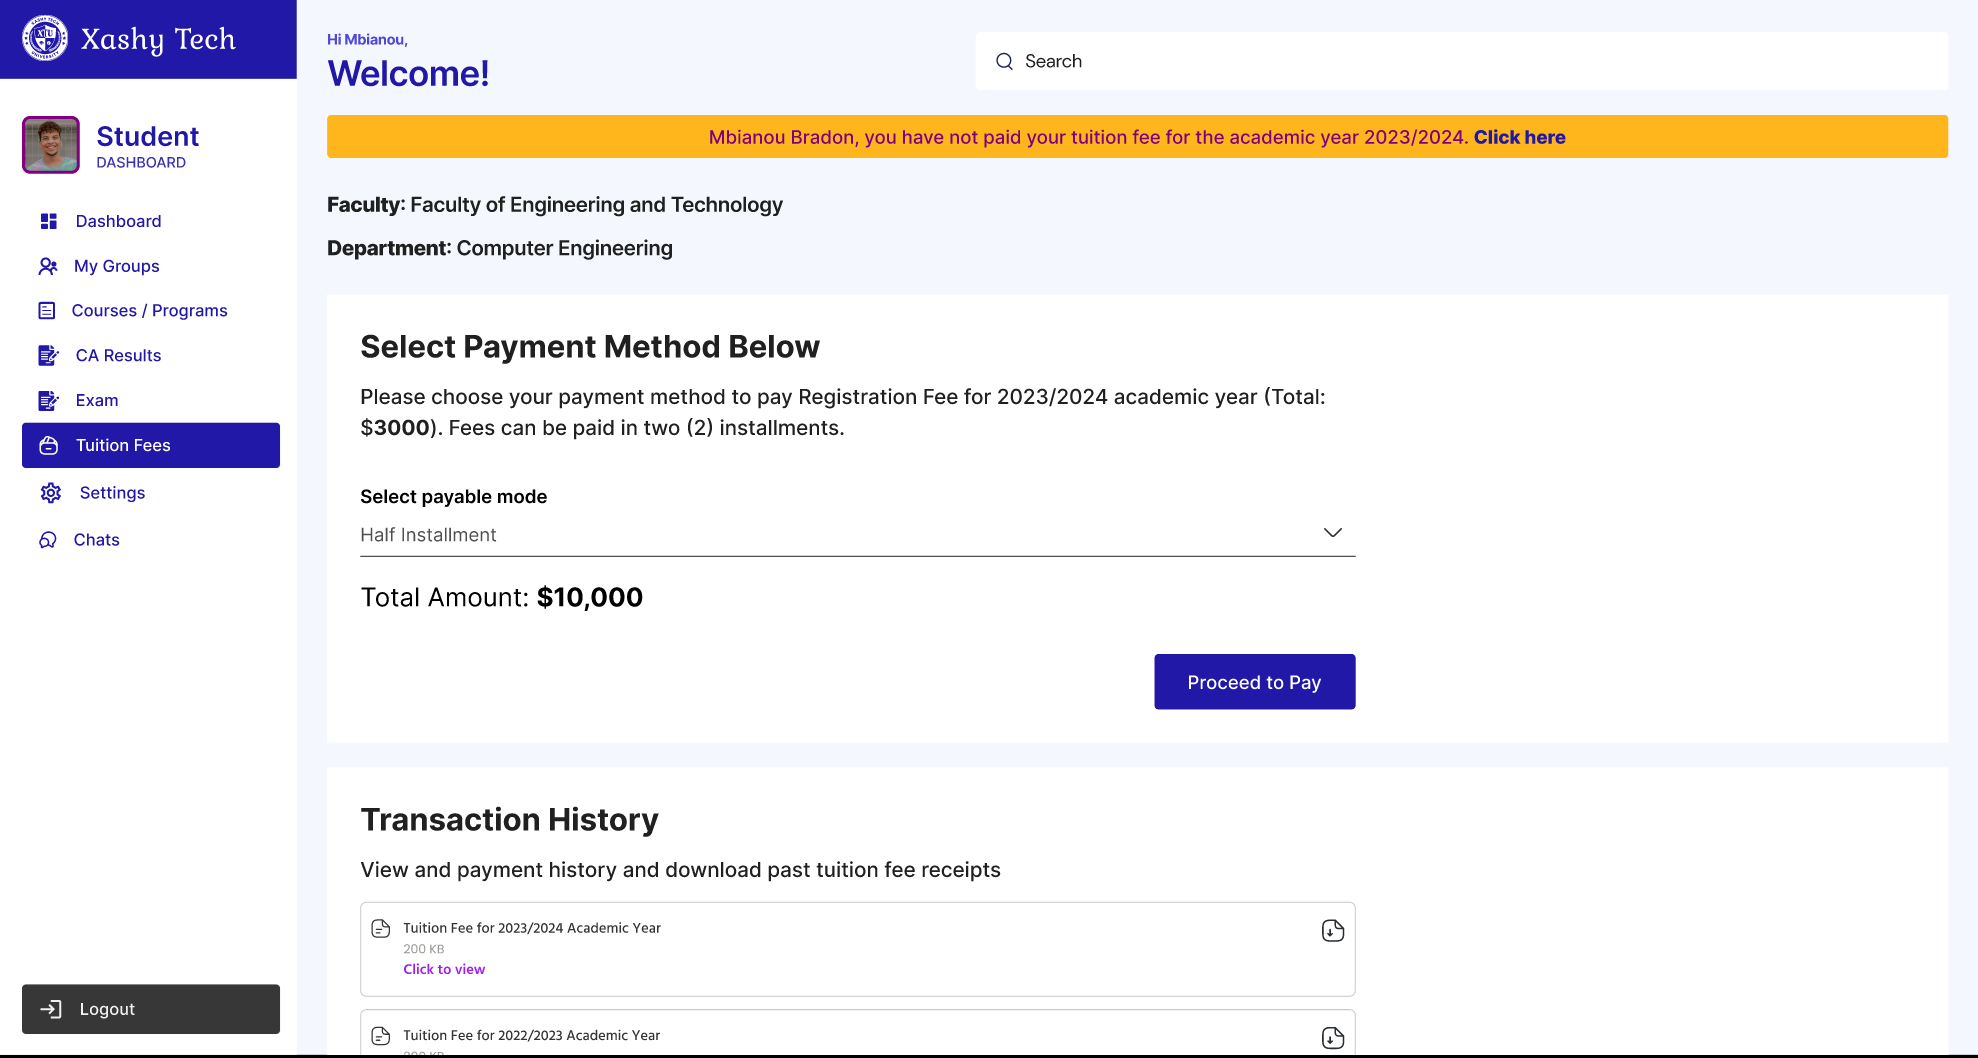 Xashy Tech
Student
DASHBOARD
Dashboard
My Groups
Courses / Programs
CA Results
Exam
Tuition Fees
Settings
Chats
Logout
Hi Mbianou,
Welcome!
Search
Mbianou Bradon, you have not paid your tuition fee for the academic year 2023/2024. Click here
Faculty: Faculty of Engineering and Technology
Department: Computer Engineering
Select Payment Method Below
Please choose your payment method to pay Registration Fee for 2023/2024 academic year (Total:
$3000). Fees can be paid in two (2) installments.
Select payable mode
Half Installment
Total Amount: $10,000
Proceed to Pay
Transaction History
View and payment history and download past tuition fee receipts
Tuition Fee for 2023/2024 Academic Year
200 KB
Click to view
Tuition Fee for 2022/2023 Academic Year
200 KB